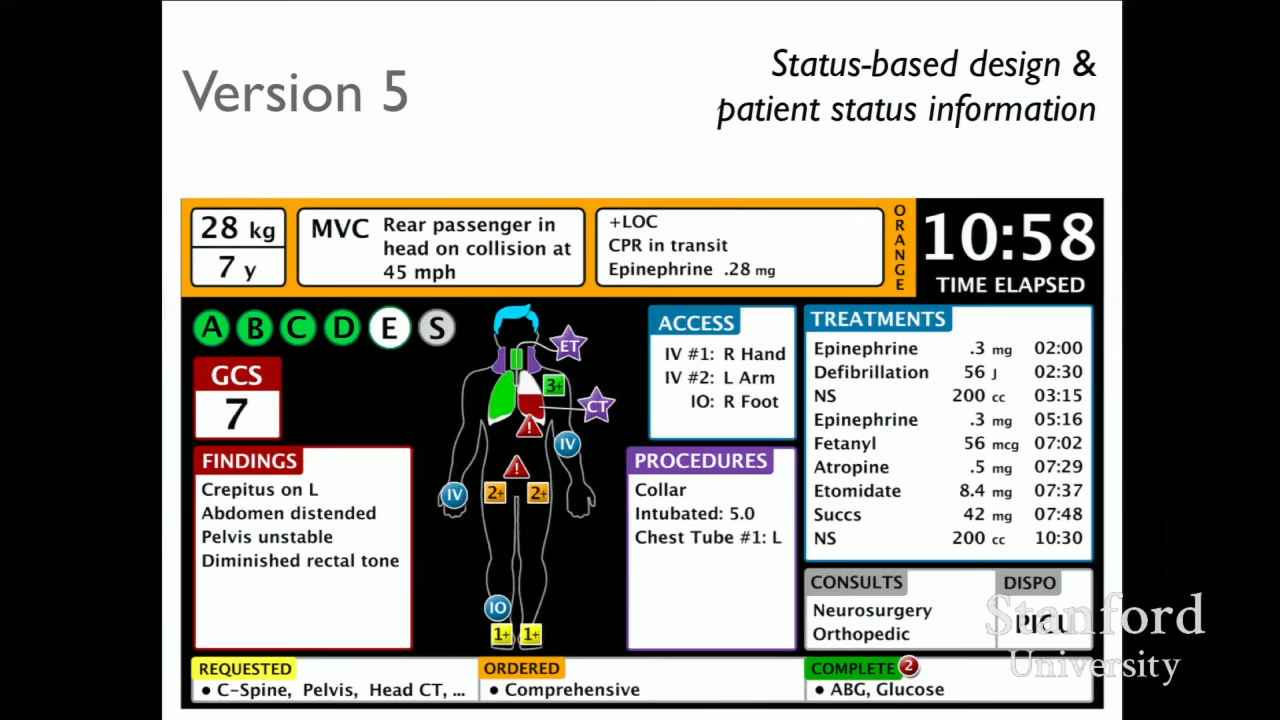 Version 5
Status-based design &
patient status information
28 kg
7 y
MVC
Rear passenger in
head on collision at
45 mph
+LOC
CPR in transit
Epinephrine .28 mg
ORANGE
10:58
TIME ELAPSED
A B C D E S
GCS
7
FINDINGS
Crepitus on L
Abdomen distended
Pelvis unstable
Diminished rectal tone
ET
3+
CT
!
IV
!
IV
2+ 2+
IO
1+ 1+
ACCESS
IV #1: R Hand
IV #2: L Arm
IO: R Foot
PROCEDURES
Collar
Intubated: 5.0
Chest Tube #1: L
TREATMENTS
Epinephrine .3 mg 02:00
Defibrillation 56 J 02:30
NS 200 cc 03:15
Epinephrine .3 mg 05:16
Fetanyl 56 mcg 07:02
Atropine .5 mg 07:29
Etomidate 8.4 mg 07:37
Succs 42 mg 07:48
NS 200 cc 10:30
CONSULTS
Neurosurgery
Orthopedic
DISPO
PICU
Stanford
University
REQUESTED
• C-Spine, Pelvis, Head CT, ...
ORDERED
• Comprehensive
COMPLETE 2
• ABG, Glucose